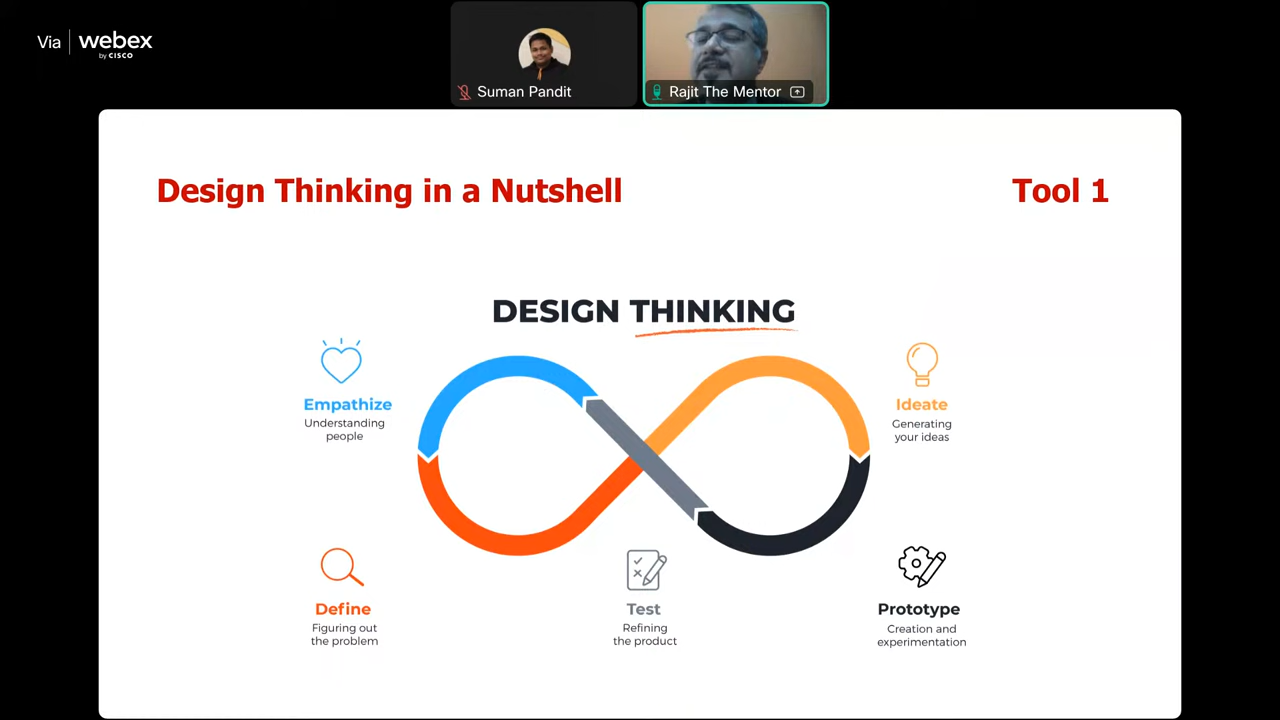 Via webex
by CISCO
Suman Pandit
Rajit The Mentor
Design Thinking in a Nutshell
Tool 1
DESIGN THINKING
Empathize
Understanding
people
Ideate
Generating
your ideas
Define
Figuring out
the problem
Test
Refining
the product
Prototype
Creation and
experimentation